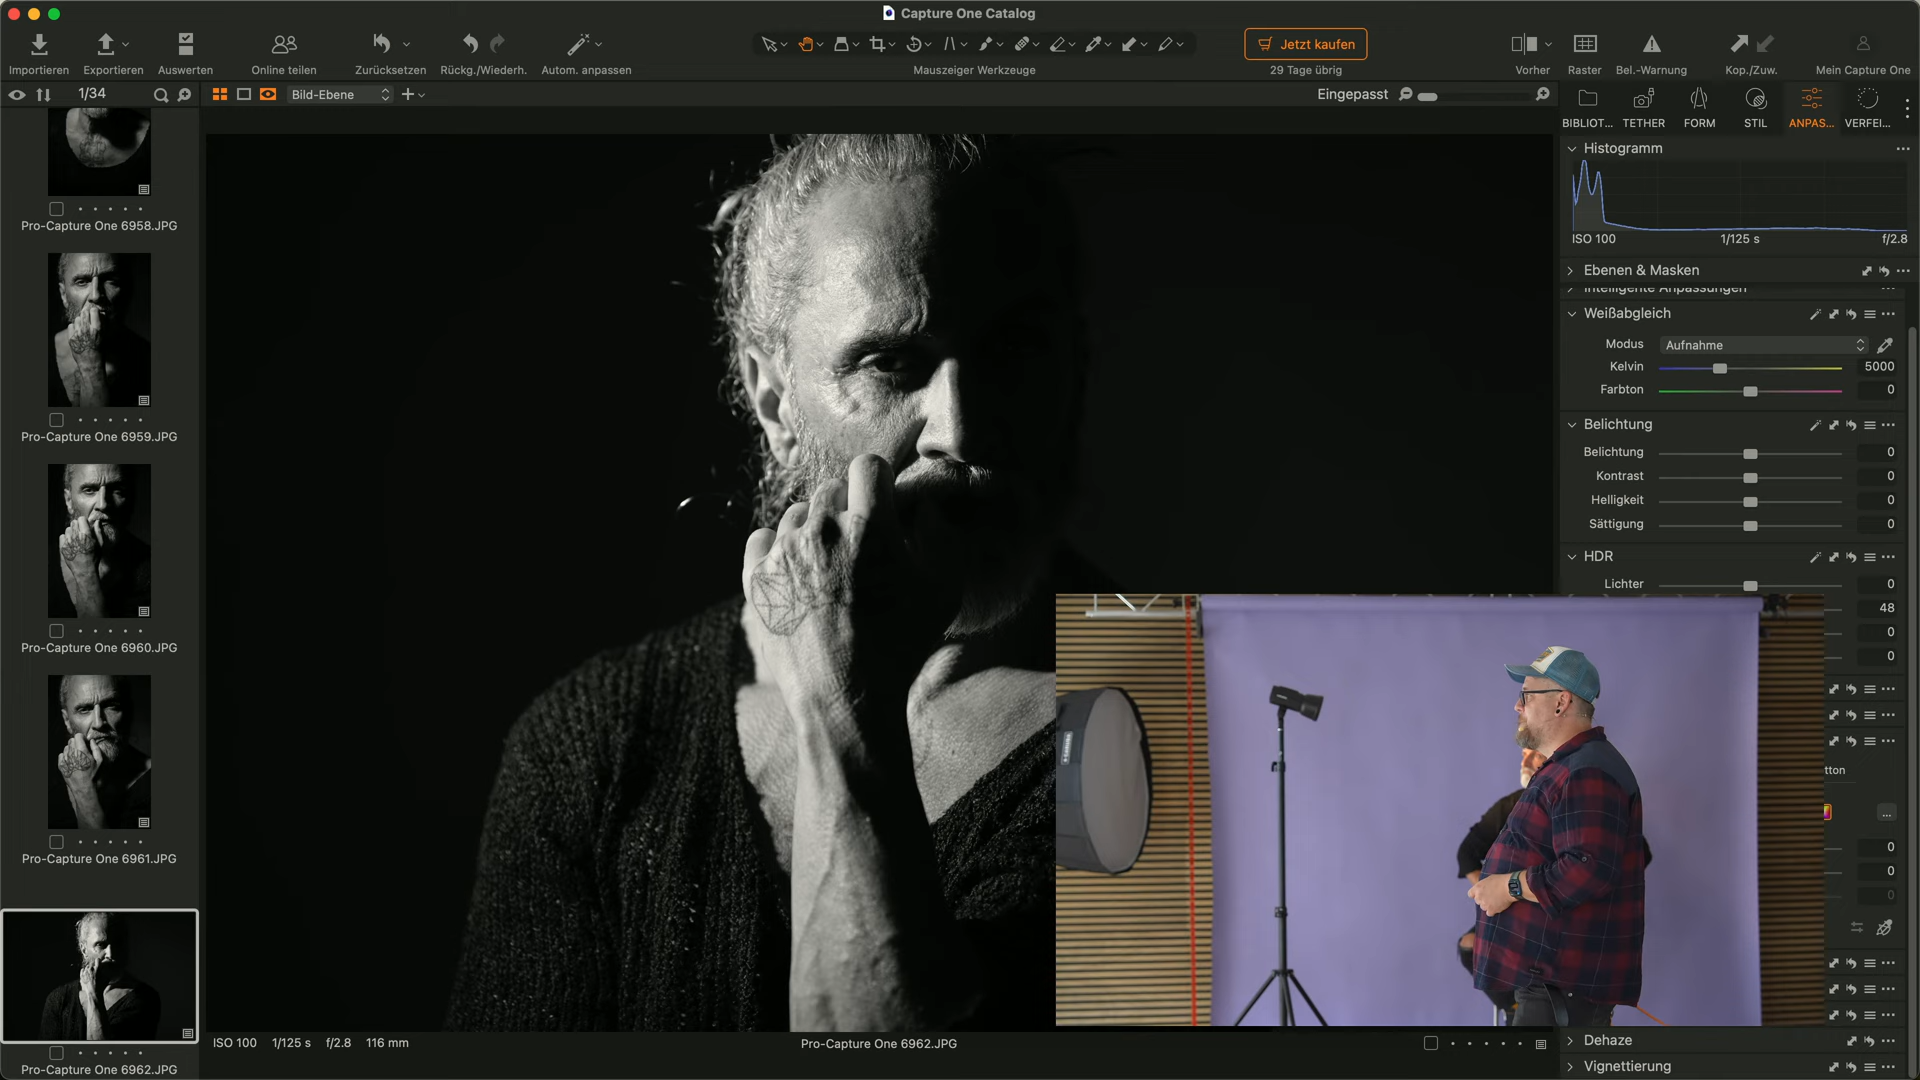 Capture One Catalog
Importieren
Exportieren
Auswerten
Online teilen
Zurücksetzen
Rückg./Wiederh.
Autom. anpassen
Mauszeiger Werkzeuge
Jetzt kaufen
29 Tage übrig
Vorher
Raster
Bel.-Warnung
Kop./Zuw.
Mein Capture One
1/34
Bild-Ebene
Eingepasst
BIBLIOT...
TETHER
FORM
STIL
ANPAS...
VERFEI...
Pro-Capture One 6958.JPG
Pro-Capture One 6959.JPG
Pro-Capture One 6960.JPG
Pro-Capture One 6961.JPG
Pro-Capture One 6962.JPG
ISO 100 1/125 s f/2.8 116 mm
Pro-Capture One 6962.JPG
Histogramm
ISO 100 1/125 s f/2.8
Ebenen & Masken
Intelligente Anpassungen
Weißabgleich
Modus Aufnahme
Kelvin 5000
Farbton 0
Belichtung
Belichtung 0
Kontrast 0
Helligkeit 0
Sättigung 0
HDR
Lichter 0
48
0
0
tton
...
0
0
0
Dehaze
Vignettierung